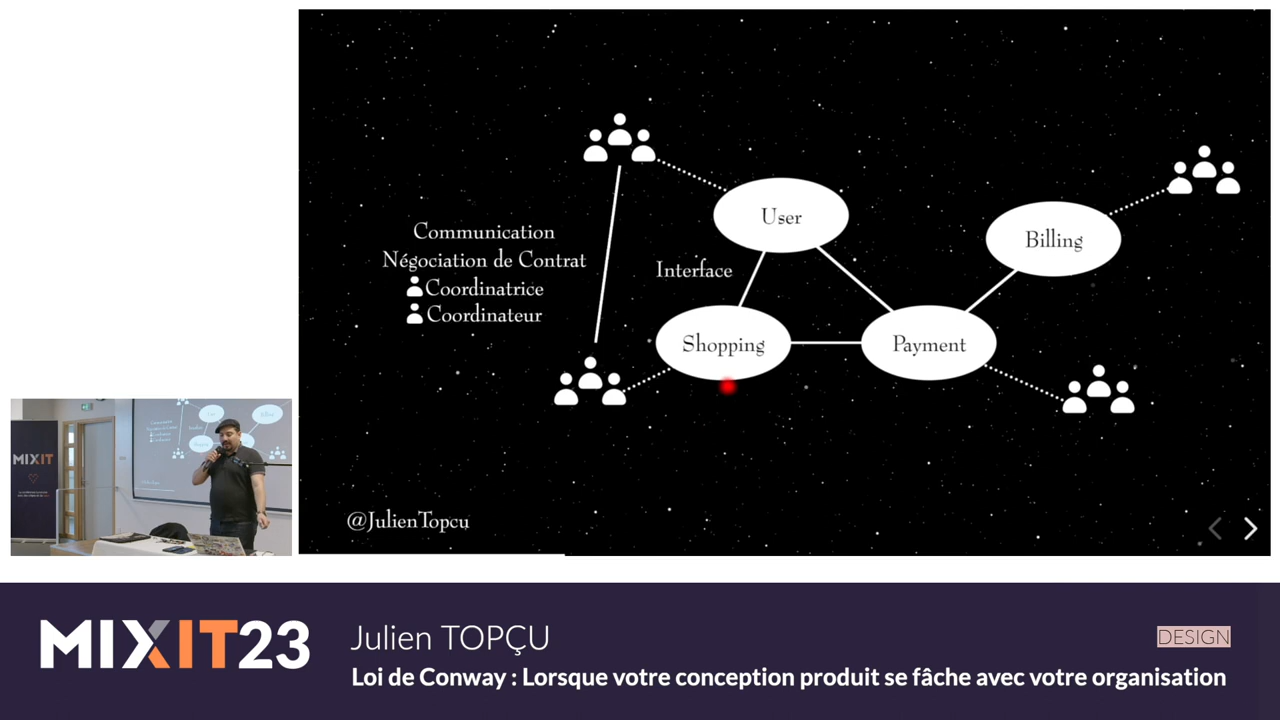 User
Billing
Communication
Négociation de Contrat
Coordinatrice
Coordinateur
Interface
Shopping
Payment
@JulienTopcu
MIXIT
MIXIT23
Julien TOPÇU
DESIGN
Loi de Conway : Lorsque votre conception produit se fâche avec votre organisation